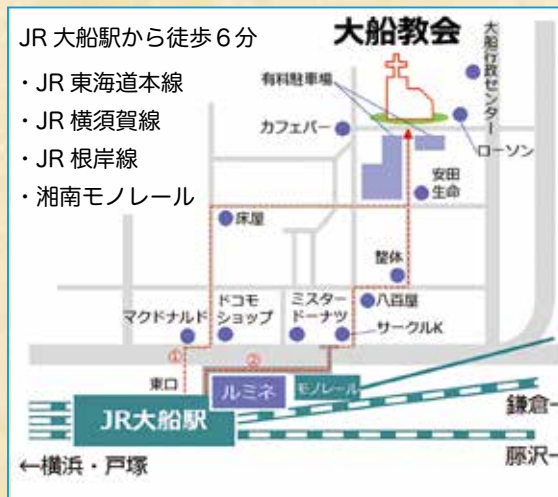 JR 大船駅から徒歩６分
・JR 東海道本線
・JR 横須賀線
・JR 根岸線
・湘南モノレール
大船教会
大船行政センター
有料駐車場
カフェバー
ローソン
安田
生命
床屋
整体
八百屋
マクドナルド
ドコモ
ショップ
ミスター
ドーナツ
サークルK
①
②
東口
ルミネ
モノレール
JR大船駅
鎌倉
藤沢
←横浜・戸塚